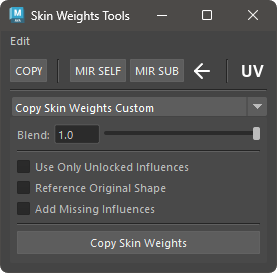 Skin Weights Tools
Edit
COPY MIR SELF MIR SUB UV
Copy Skin Weights Custom
Blend: 1.0
Use Only Unlocked Influences
Reference Original Shape
Add Missing Influences
Copy Skin Weights